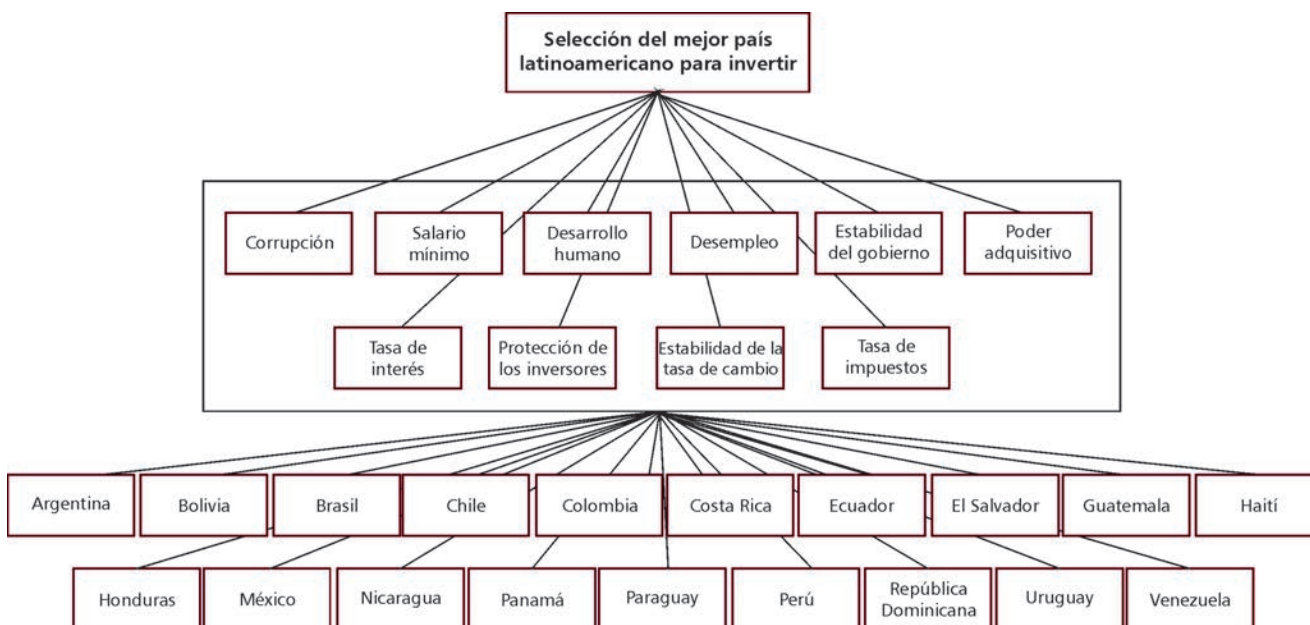 Selección del mejor país
latinoamericano para invertir
Corrupción
Salario
mínimo
Desarrollo
humano
Desempleo
Estabilidad
del gobierno
Poder
adquisitivo
Tasa de
interés
Protección de
los inversores
Estabilidad de la
tasa de cambio
Tasa de
impuestos
Argentina
Bolivia
Brasil
Chile
Colombia
Costa Rica
Ecuador
El Salvador
Guatemala
Haití
Honduras
México
Nicaragua
Panamá
Paraguay
Perú
República
Dominicana
Uruguay
Venezuela